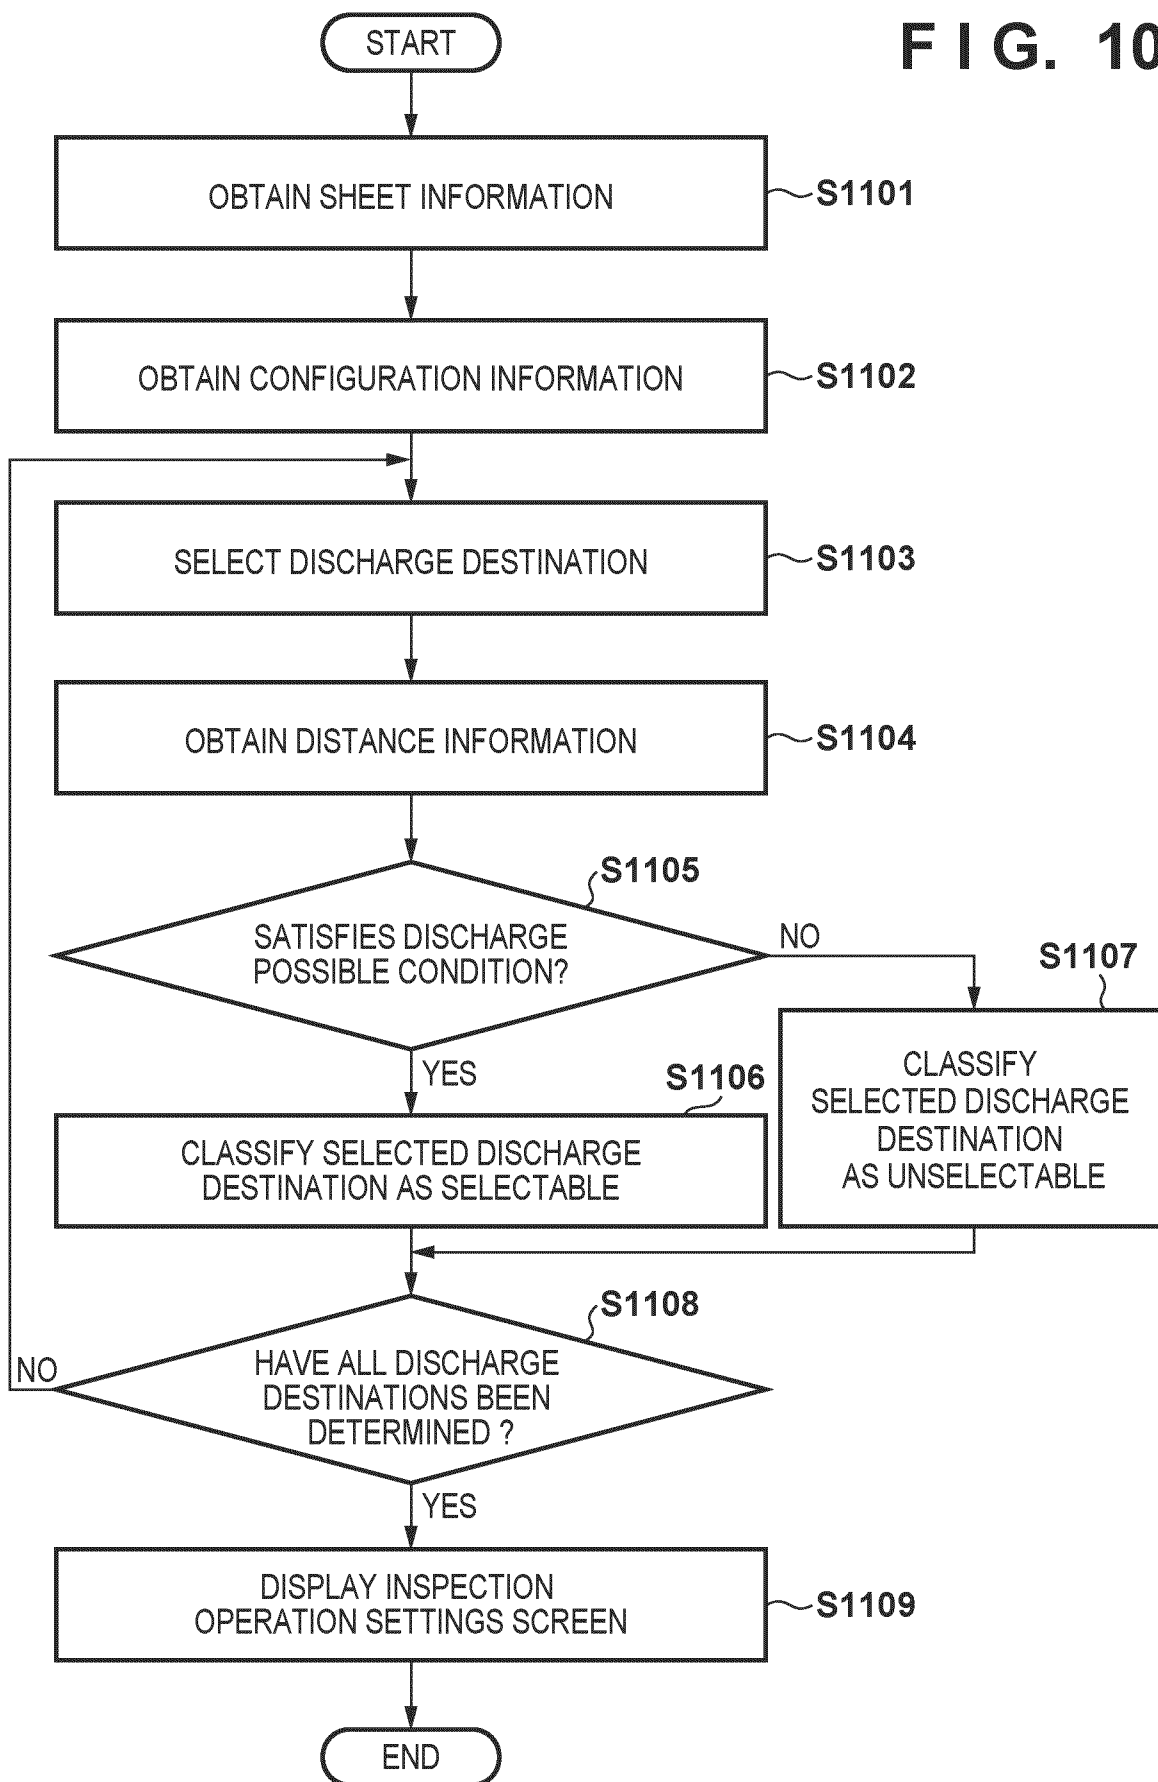 START
F I G. 10
OBTAIN SHEET INFORMATION
S1101
OBTAIN CONFIGURATION INFORMATION
S1102
SELECT DISCHARGE DESTINATION
S1103
OBTAIN DISTANCE INFORMATION
S1104
S1105
SATISFIES DISCHARGE
POSSIBLE CONDITION?
NO
S1107
YES
S1106
CLASSIFY
SELECTED DISCHARGE
DESTINATION
AS UNSELECTABLE
CLASSIFY SELECTED DISCHARGE
DESTINATION AS SELECTABLE
S1108
HAVE ALL DISCHARGE
DESTINATIONS BEEN
DETERMINED ?
NO
YES
DISPLAY INSPECTION
OPERATION SETTINGS SCREEN
S1109
END